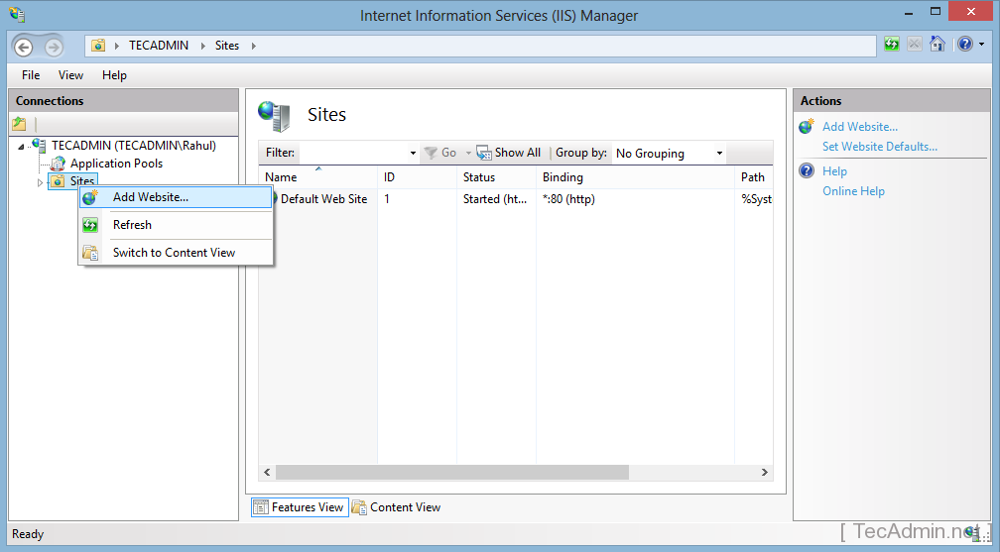 Internet Information Services (IIS) Manager
TECADMIN Sites
File View Help
Connections
TECADMIN (TECADMIN\Rahul)
Application Pools
Sites
Add Website...
Refresh
Switch to Content View
Sites
Filter: Go Show All Group by: No Grouping
Name ID Status Binding Path
Default Web Site 1 Started (ht... *:80 (http) %Syst
Features View Content View
Actions
Add Website...
Set Website Defaults...
Help
Online Help
Ready
[ TecAdmin.net ]